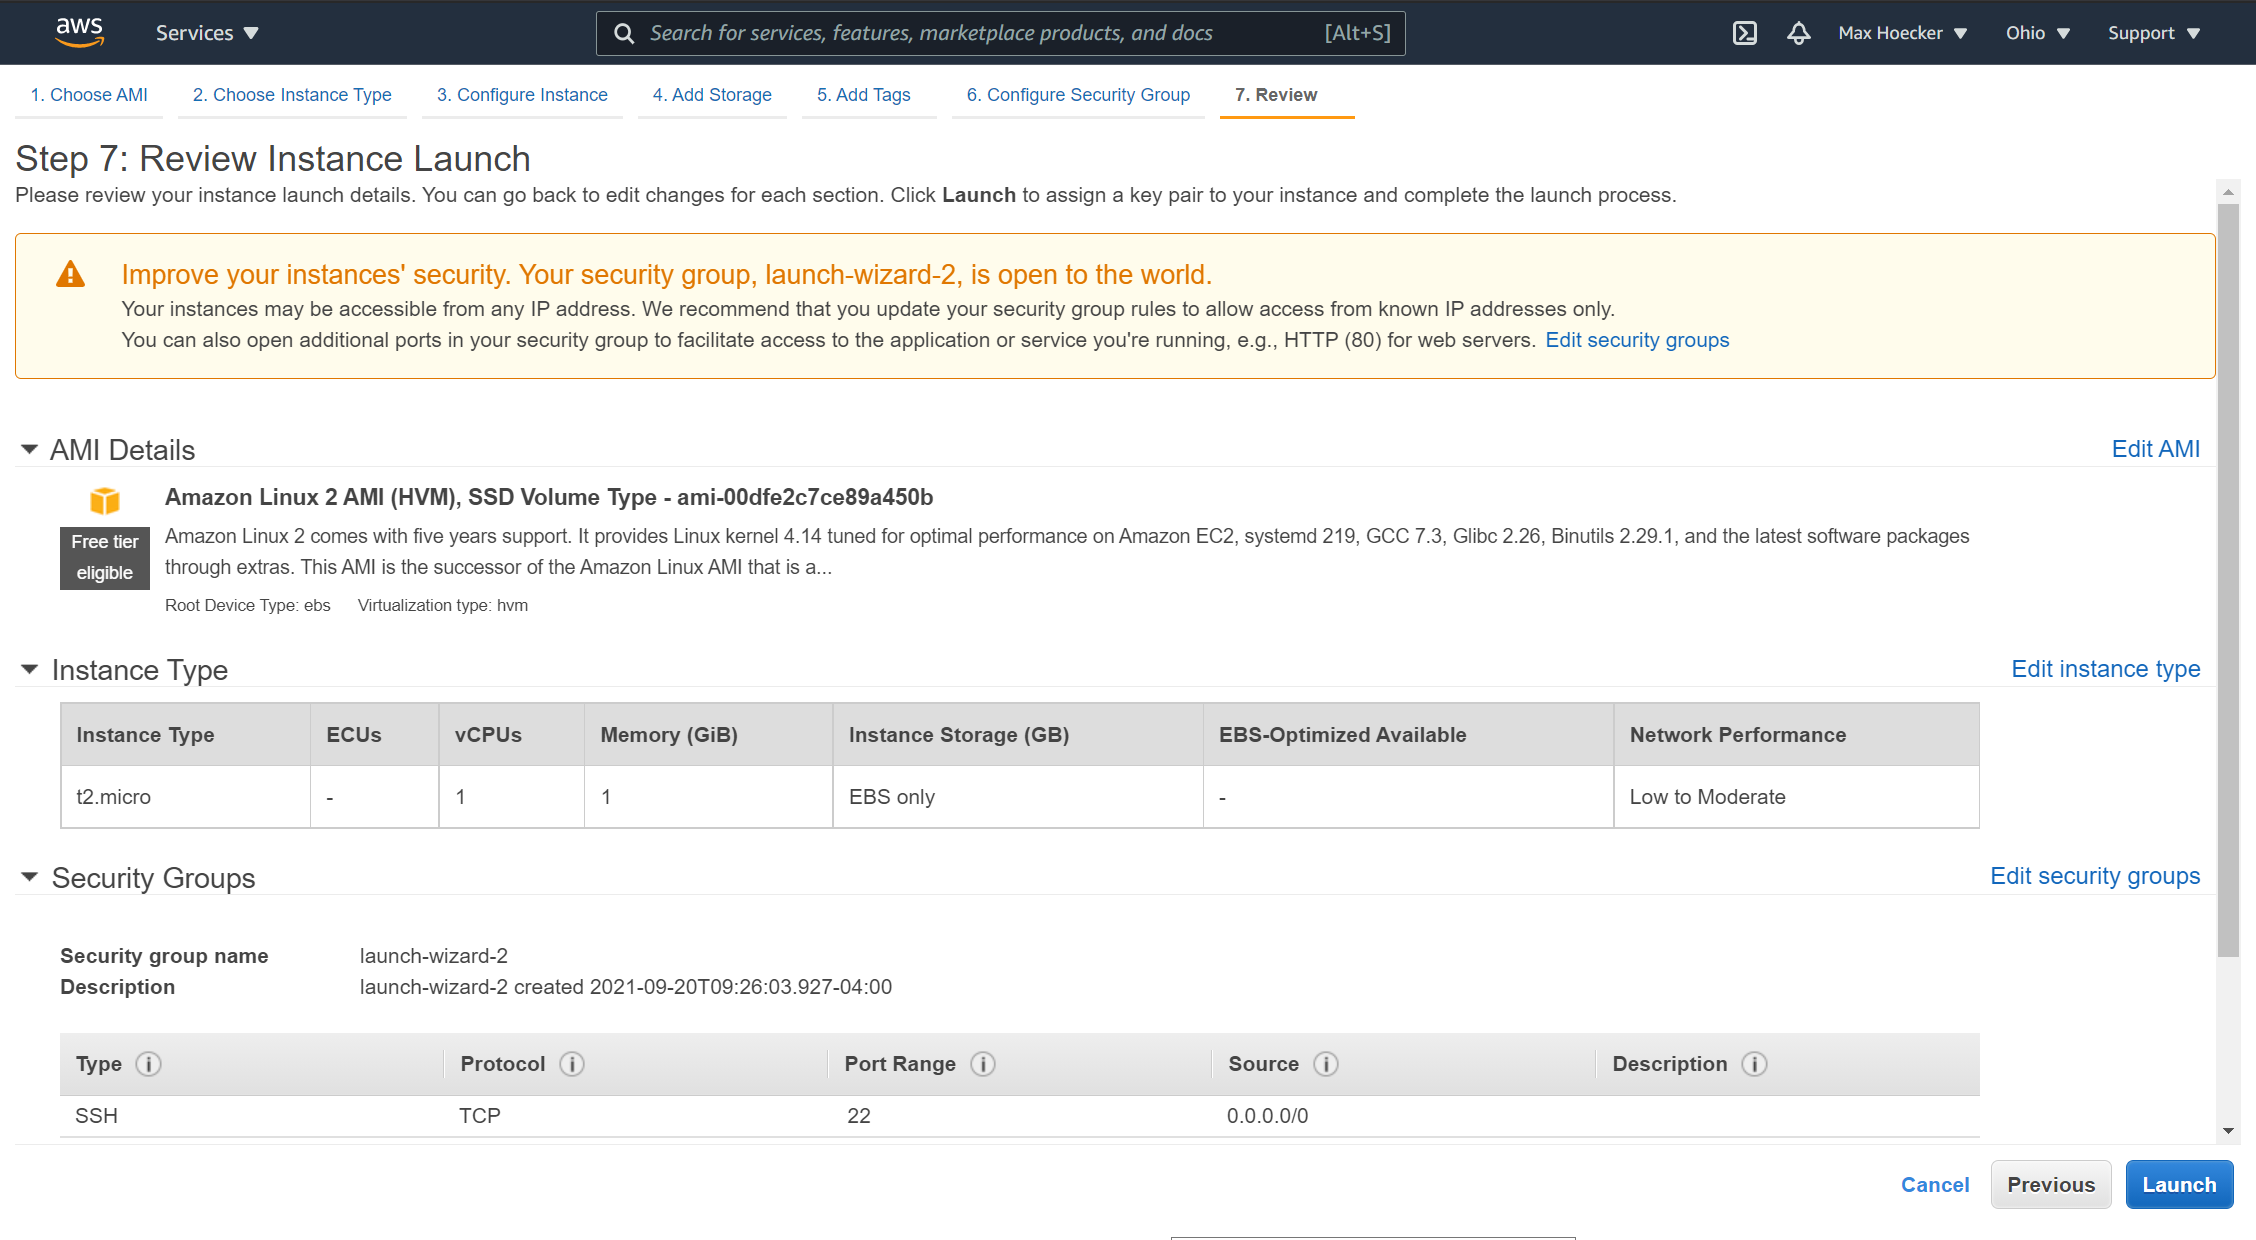 aws
Services
Search for services, features, marketplace products, and docs [Alt+S]
Max Hoecker
Ohio
Support
1. Choose AMI
2. Choose Instance Type
3. Configure Instance
4. Add Storage
5. Add Tags
6. Configure Security Group
7. Review
Step 7: Review Instance Launch
Please review your instance launch details. You can go back to edit changes for each section. Click Launch to assign a key pair to your instance and complete the launch process.
Improve your instances' security. Your security group, launch-wizard-2, is open to the world.
Your instances may be accessible from any IP address. We recommend that you update your security group rules to allow access from known IP addresses only.
You can also open additional ports in your security group to facilitate access to the application or service you're running, e.g., HTTP (80) for web servers. Edit security groups
AMI Details
Edit AMI
Amazon Linux 2 AMI (HVM), SSD Volume Type - ami-00dfe2c7ce89a450b
Free tier
eligible
Amazon Linux 2 comes with five years support. It provides Linux kernel 4.14 tuned for optimal performance on Amazon EC2, systemd 219, GCC 7.3, Glibc 2.26, Binutils 2.29.1, and the latest software packages
through extras. This AMI is the successor of the Amazon Linux AMI that is a...
Root Device Type: ebs Virtualization type: hvm
Instance Type
Edit instance type
Instance Type ECUs vCPUs Memory (GiB) Instance Storage (GB) EBS-Optimized Available Network Performance
t2.micro - 1 1 EBS only - Low to Moderate
Security Groups
Edit security groups
Security group name launch-wizard-2
Description launch-wizard-2 created 2021-09-20T09:26:03.927-04:00
Type Protocol Port Range Source Description
SSH TCP 22 0.0.0.0/0
Cancel
Previous
Launch